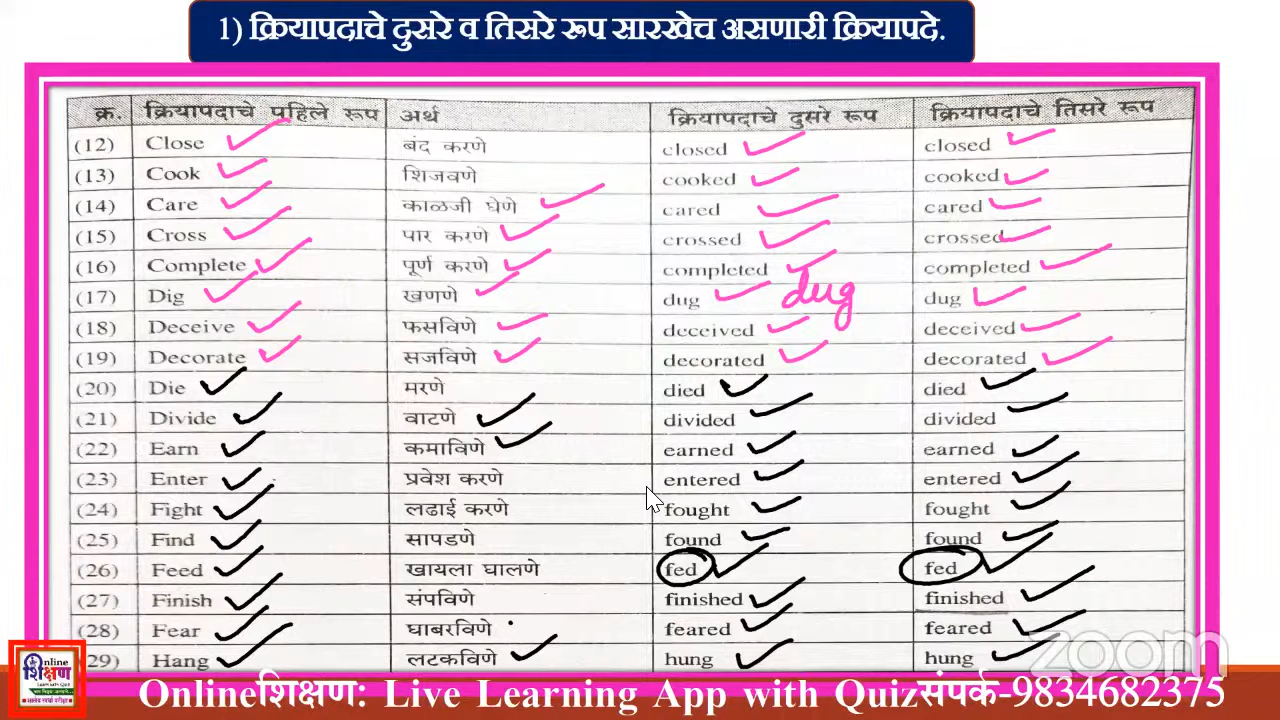 1) क्रियापदाचे दुसरे व तिसरे रूप सारखेच असणारी क्रियापदे.
क्र. क्रियापदाचे पहिले रूप अर्थ क्रियापदाचे दुसरे रूप क्रियापदाचे तिसरे रूप
(12) Close बंद करणे closed closed
(13) Cook शिजवणे cooked cooked
(14) Care काळजी घेणे cared cared
(15) Cross पार करणे crossed crossed
(16) Complete पूर्ण करणे completed completed
(17) Dig खणणे dug dug dug
(18) Deceive फसविणे deceived deceived
(19) Decorate सजविणे decorated decorated
(20) Die मरणे died died
(21) Divide वाटणे divided divided
(22) Earn कमाविणे earned earned
(23) Enter प्रवेश करणे entered entered
(24) Fight लढाई करणे fought fought
(25) Find सापडणे found found
(26) Feed खायला घालणे fed fed
(27) Finish संपविणे finished finished
(28) Fear घाबरविणे feared feared
29) Hang लटकविणे hung hung
zoom
Online
शिक्षण
Onlineशिक्षण: Live Learning App with Quizसंपर्क-9834682375